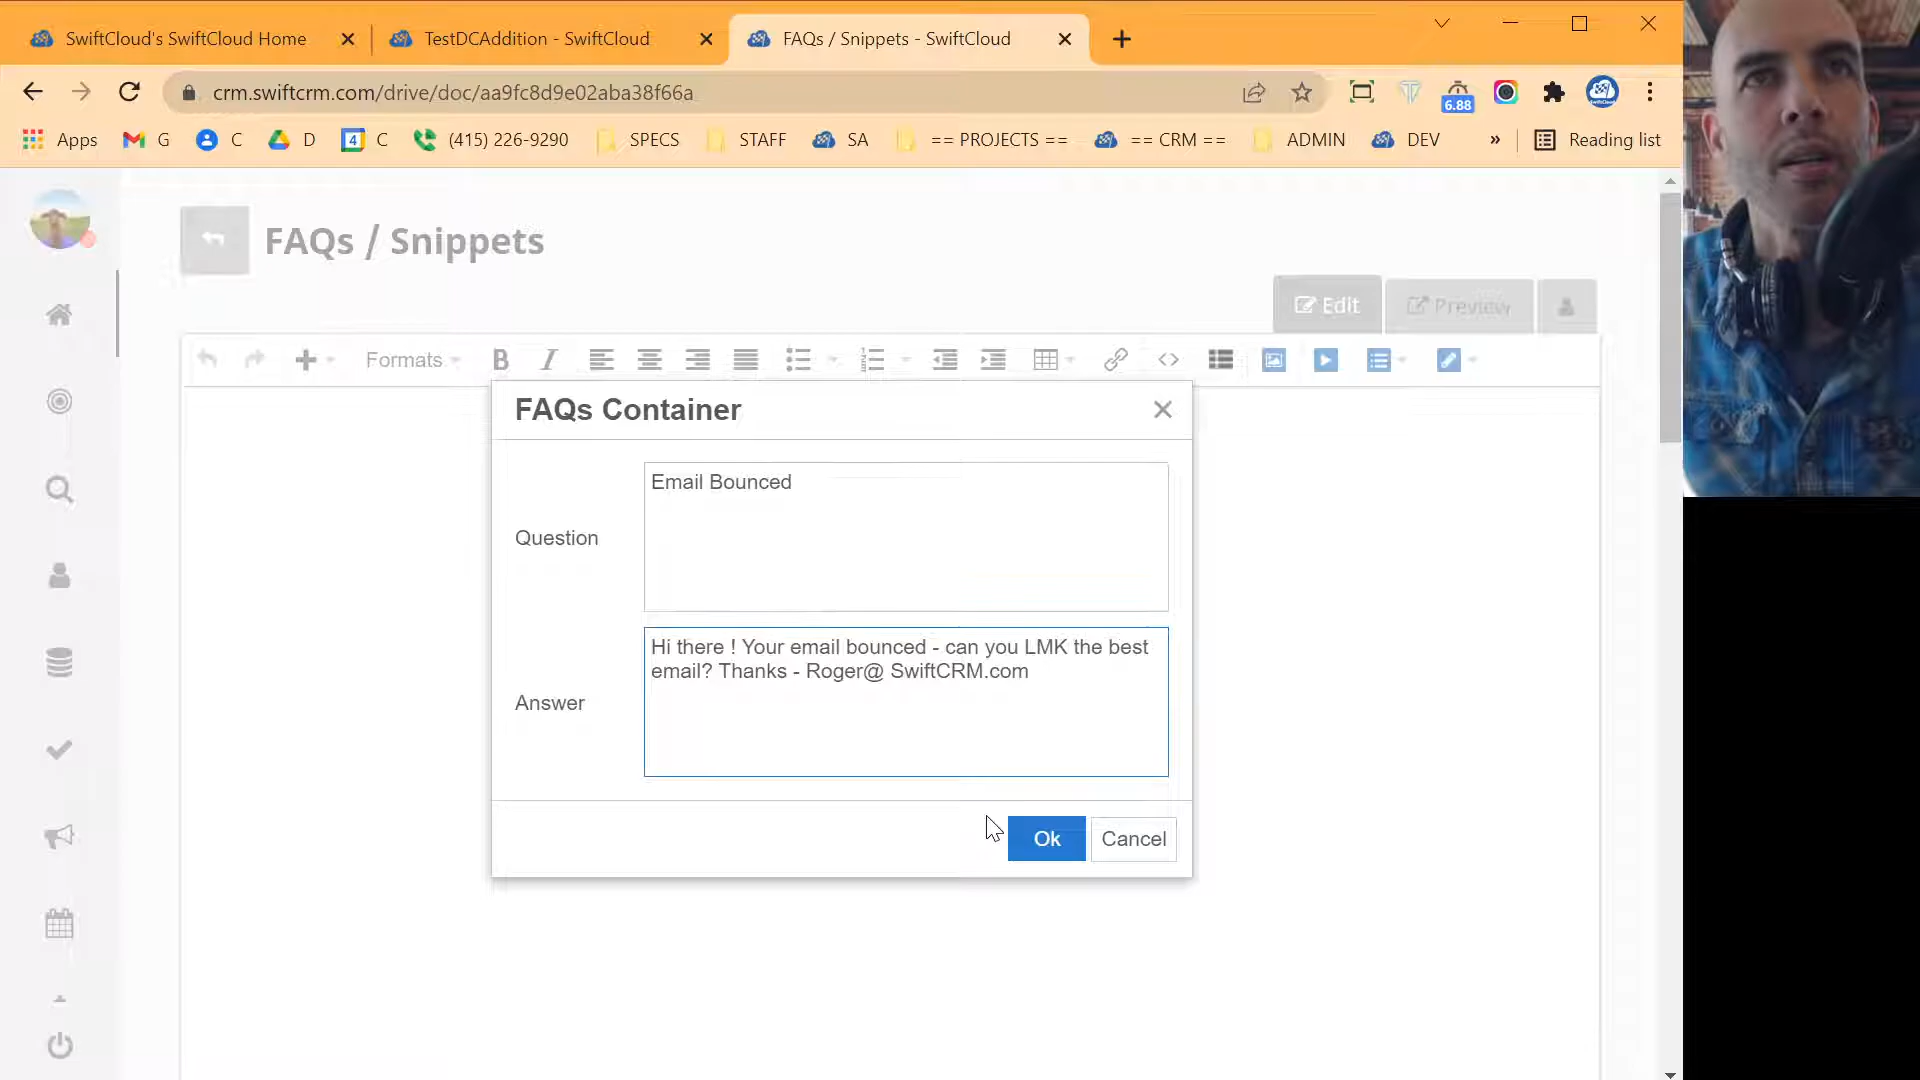 SwiftCloud's SwiftCloud Home
TestDCAddition - SwiftCloud
FAQs / Snippets - SwiftCloud
crm.swiftcrm.com/drive/doc/aa9fc8d9e02aba38f66a
6.88
Apps
G
C
D
4
C
(415) 226-9290
SPECS
STAFF
SA
== PROJECTS ==
== CRM ==
ADMIN
DEV
»
Reading list
FAQs / Snippets
Edit
Preview
Formats
B
I
FAQs Container
Question
Email Bounced
Answer
Hi there ! Your email bounced - can you LMK the best
email? Thanks - Roger@ SwiftCRM.com
Ok
Cancel